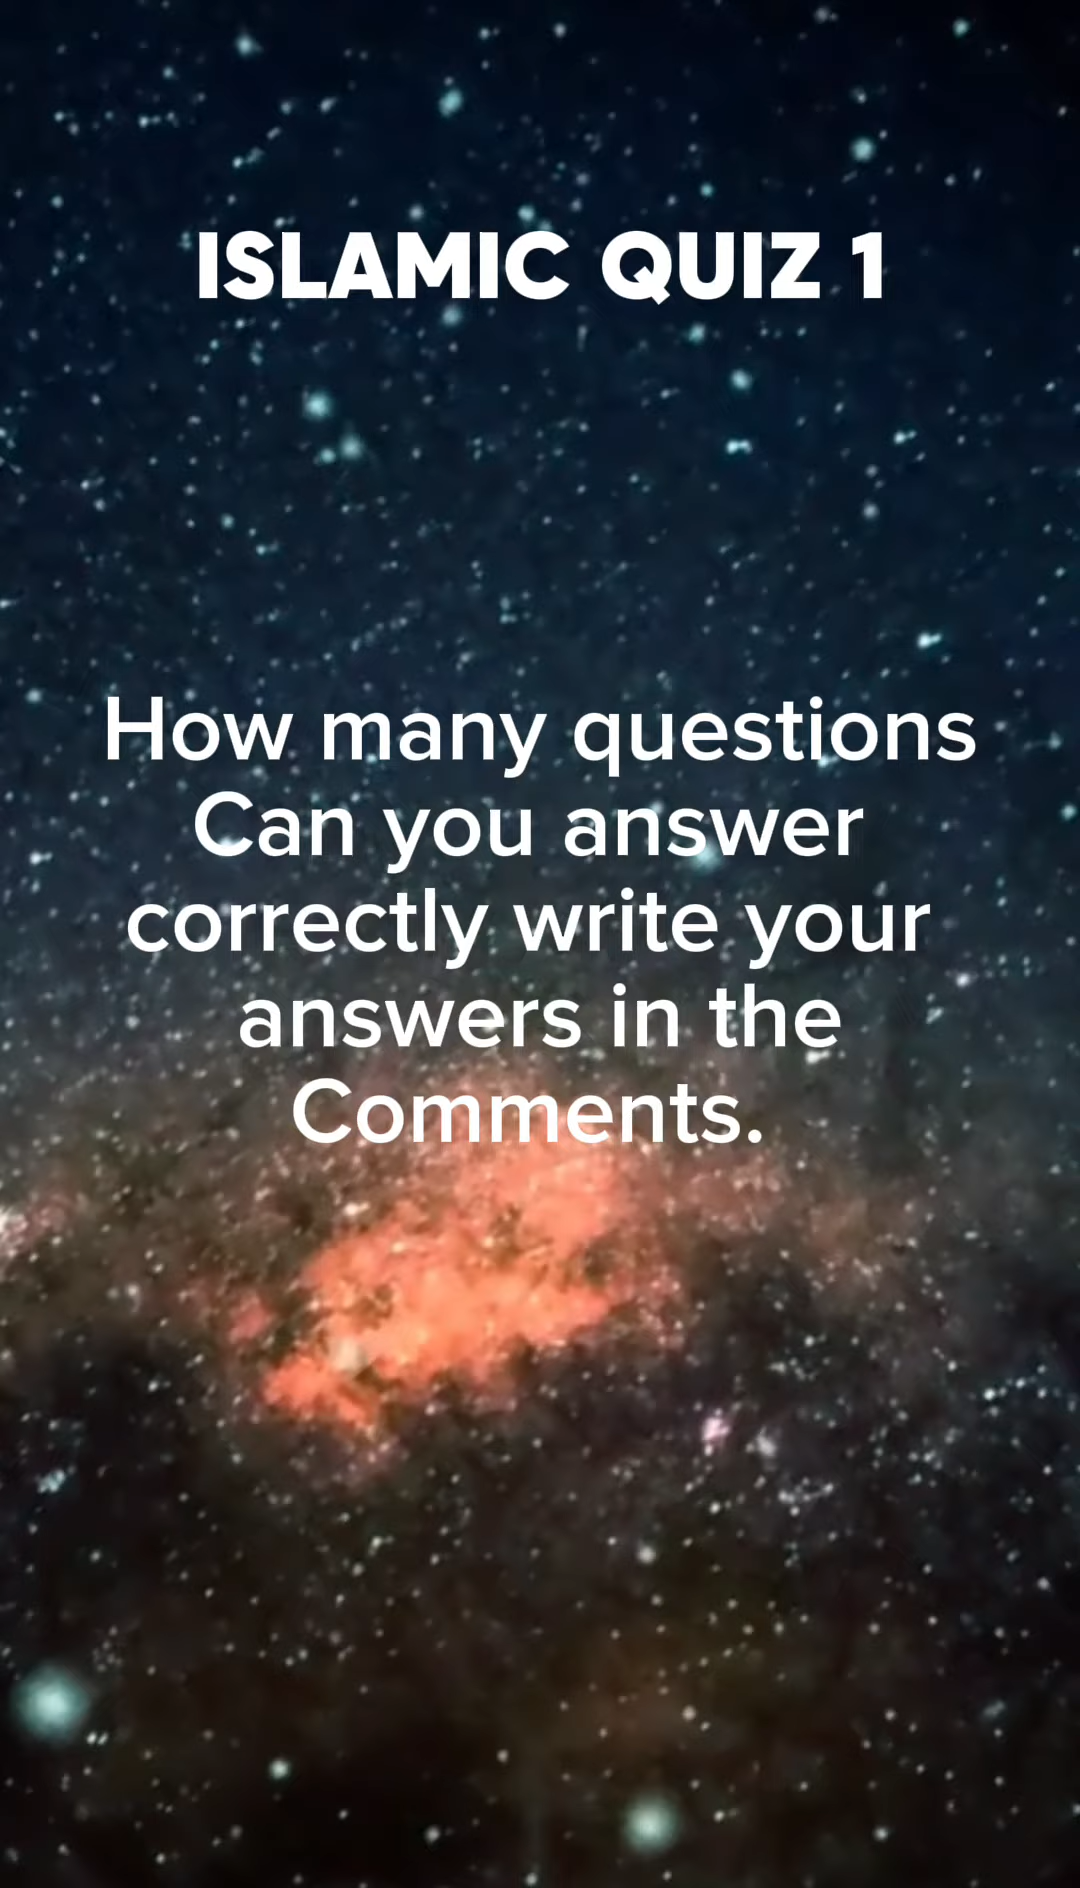 ISLAMIC QUIZ 1
How many questions
Can you answer
correctly write your
answers in the
Comments.